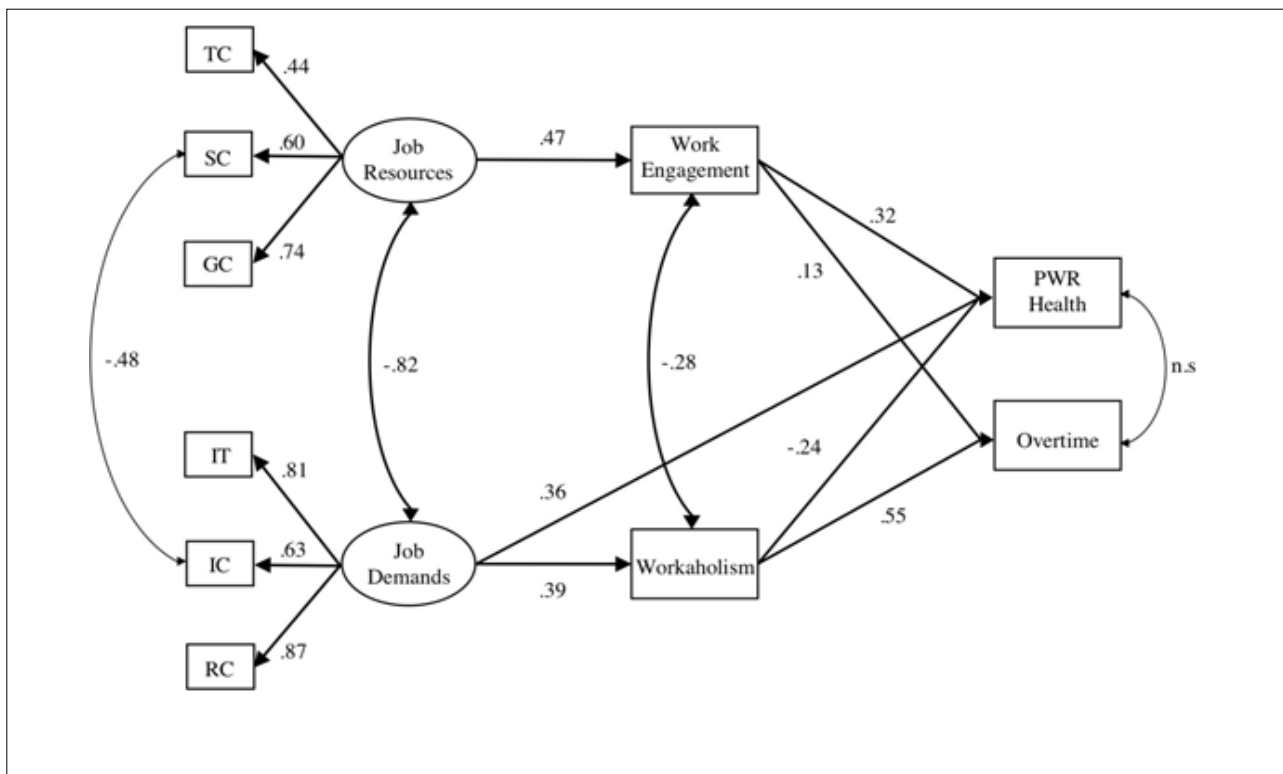 TC
.44
SC
.60
Job
Resources
.47
Work
Engagement
GC
.74
.32
.13
PWR
Health
-.48
-.82
-.28
n.s
IT
.81
.36
-.24
Overtime
.55
IC
.63
Job
Demands
.39
Workaholism
RC
.87